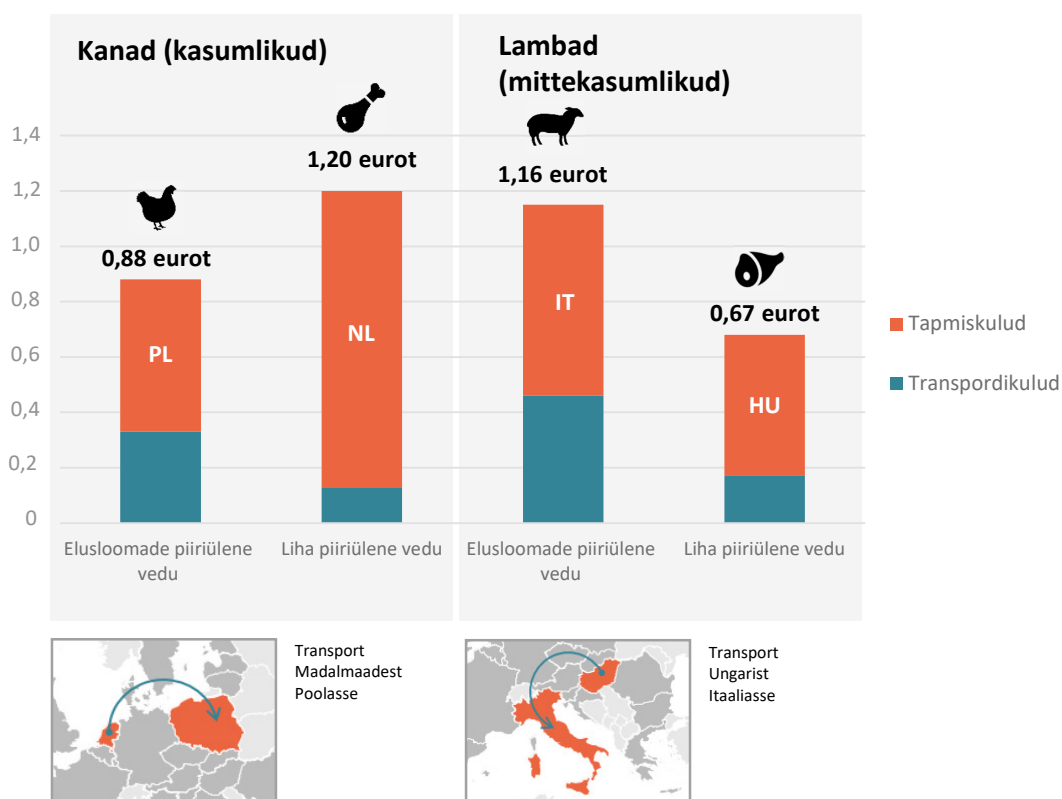 Kanad (kasumlikud)
Lambad
(mittekasumlikud)
1,4
1,2
1,0
0,8
0,6
0,4
0,2
0
0,88 eurot
1,20 eurot
1,16 eurot
0,67 eurot
PL
NL
IT
HU
Tapmiskulud
Transpordikulud
Elusloomade piiriülene
vedu
Liha piiriülene vedu
Elusloomade piiriülene
vedu
Liha piiriülene vedu
Transport
Madalmaadest
Poolasse
Transport
Ungarist
Itaaliasse